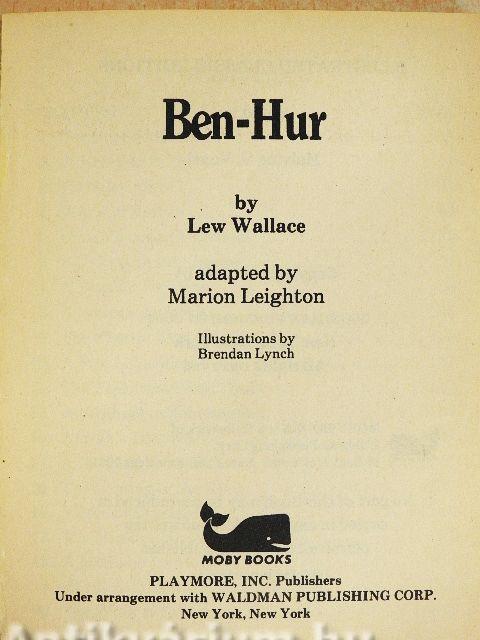 Ben-Hur
by
Lew Wallace
adapted by
Marion Leighton
Illustrations by
Brendan Lynch
MOBY BOOKS
PLAYMORE, INC. Publishers
Under arrangement with WALDMAN PUBLISHING CORP.
New York, New York